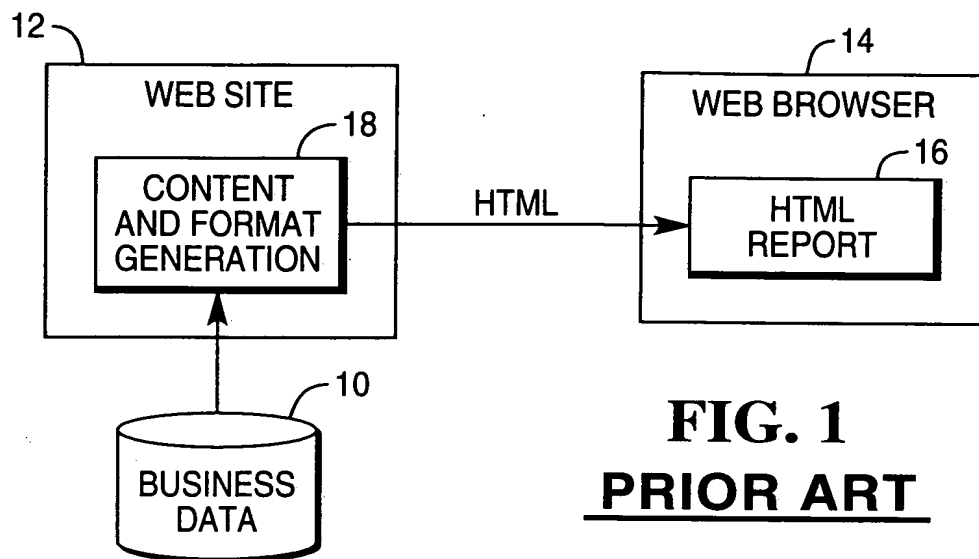 12
WEB SITE
18
CONTENT
AND FORMAT
GENERATION
HTML
14
WEB BROWSER
16
HTML
REPORT
10
BUSINESS
DATA
FIG. 1
PRIOR ART